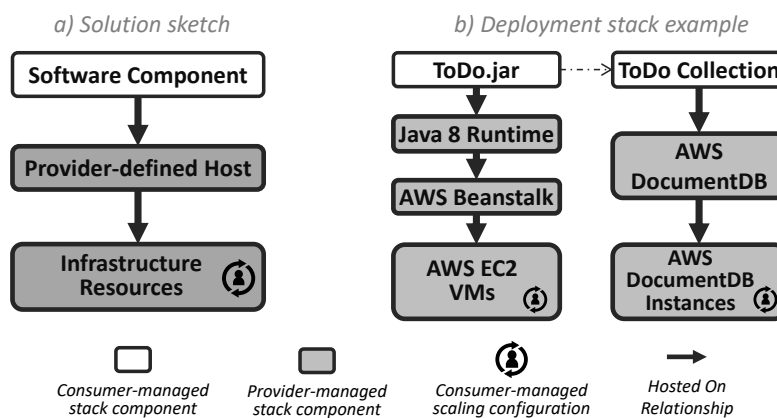 a) Solution sketch
Software Component
Provider-defined Host
Infrastructure
Resources
b) Deployment stack example
ToDo.jar
Java 8 Runtime
AWS Beanstalk
AWS EC2
VMs
ToDo Collection
AWS
DocumentDB
AWS
DocumentDB
Instances
Consumer-managed
stack component
Provider-managed
stack component
Consumer-managed
scaling configuration
Hosted On
Relationship